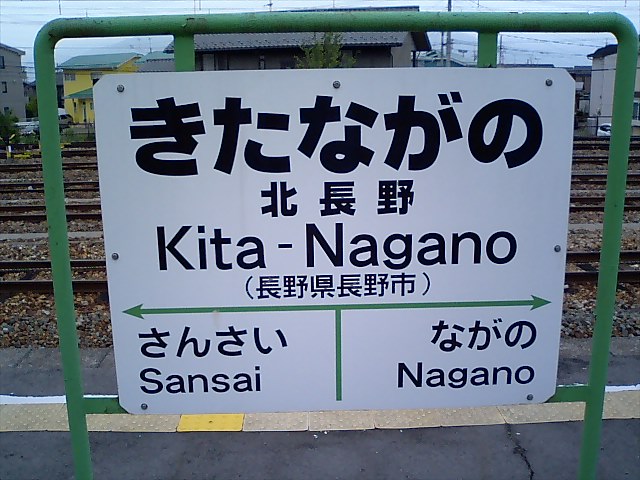 きたながの
北長野
Kita-Nagano
(長野県長野市)
さんさい ながの
Sansai Nagano